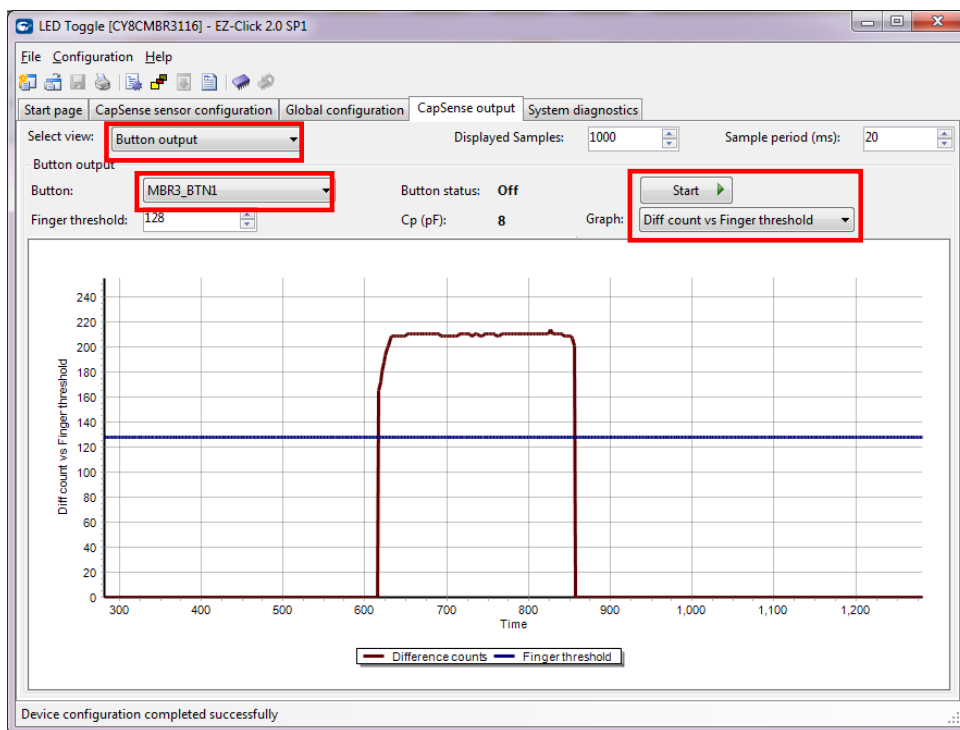 LED Toggle [CY8CMBR3116] - EZ-Click 2.0 SP1
File Configuration Help
Start page CapSense sensor configuration Global configuration CapSense output System diagnostics
Select view: Button output Displayed Samples: 1000 Sample period (ms): 20
Button output
Button: MBR3_BTN1 Button status: Off Start
Finger threshold: 128 Cp (pF): 8 Graph: Diff count vs Finger threshold
Diff count vs Finger threshold
240
220
200
180
160
140
120
100
80
60
40
20
0
300 400 500 600 700 800 900 1,000 1,100 1,200
Time
Difference counts Finger threshold
Device configuration completed successfully